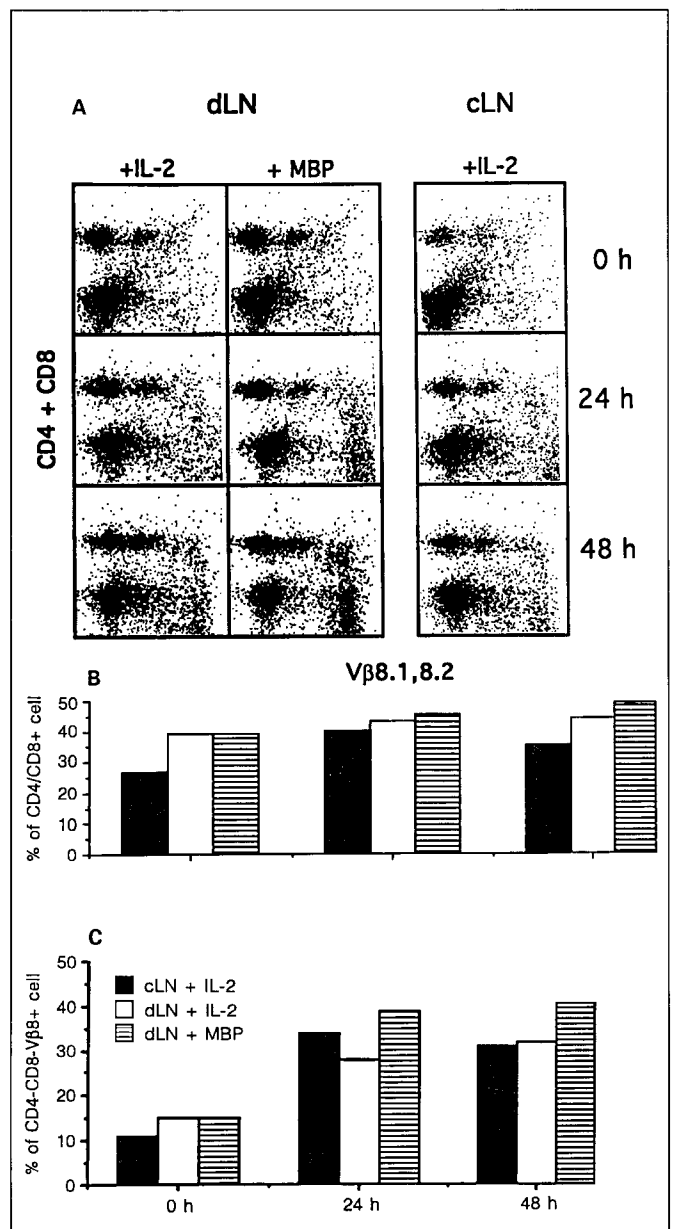 A dLN cLN
+IL-2 + MBP +IL-2
0 h
CD4 + CD8
24 h
48 h
Vβ8.1,8.2
B
% of CD4/CD8+ cell
50
40
30
20
10
0
C
% of CD4-CD8-Vβ8+ cell
50
40
30
20
10
0
cLN + IL-2
dLN + IL-2
dLN + MBP
0 h 24 h 48 h